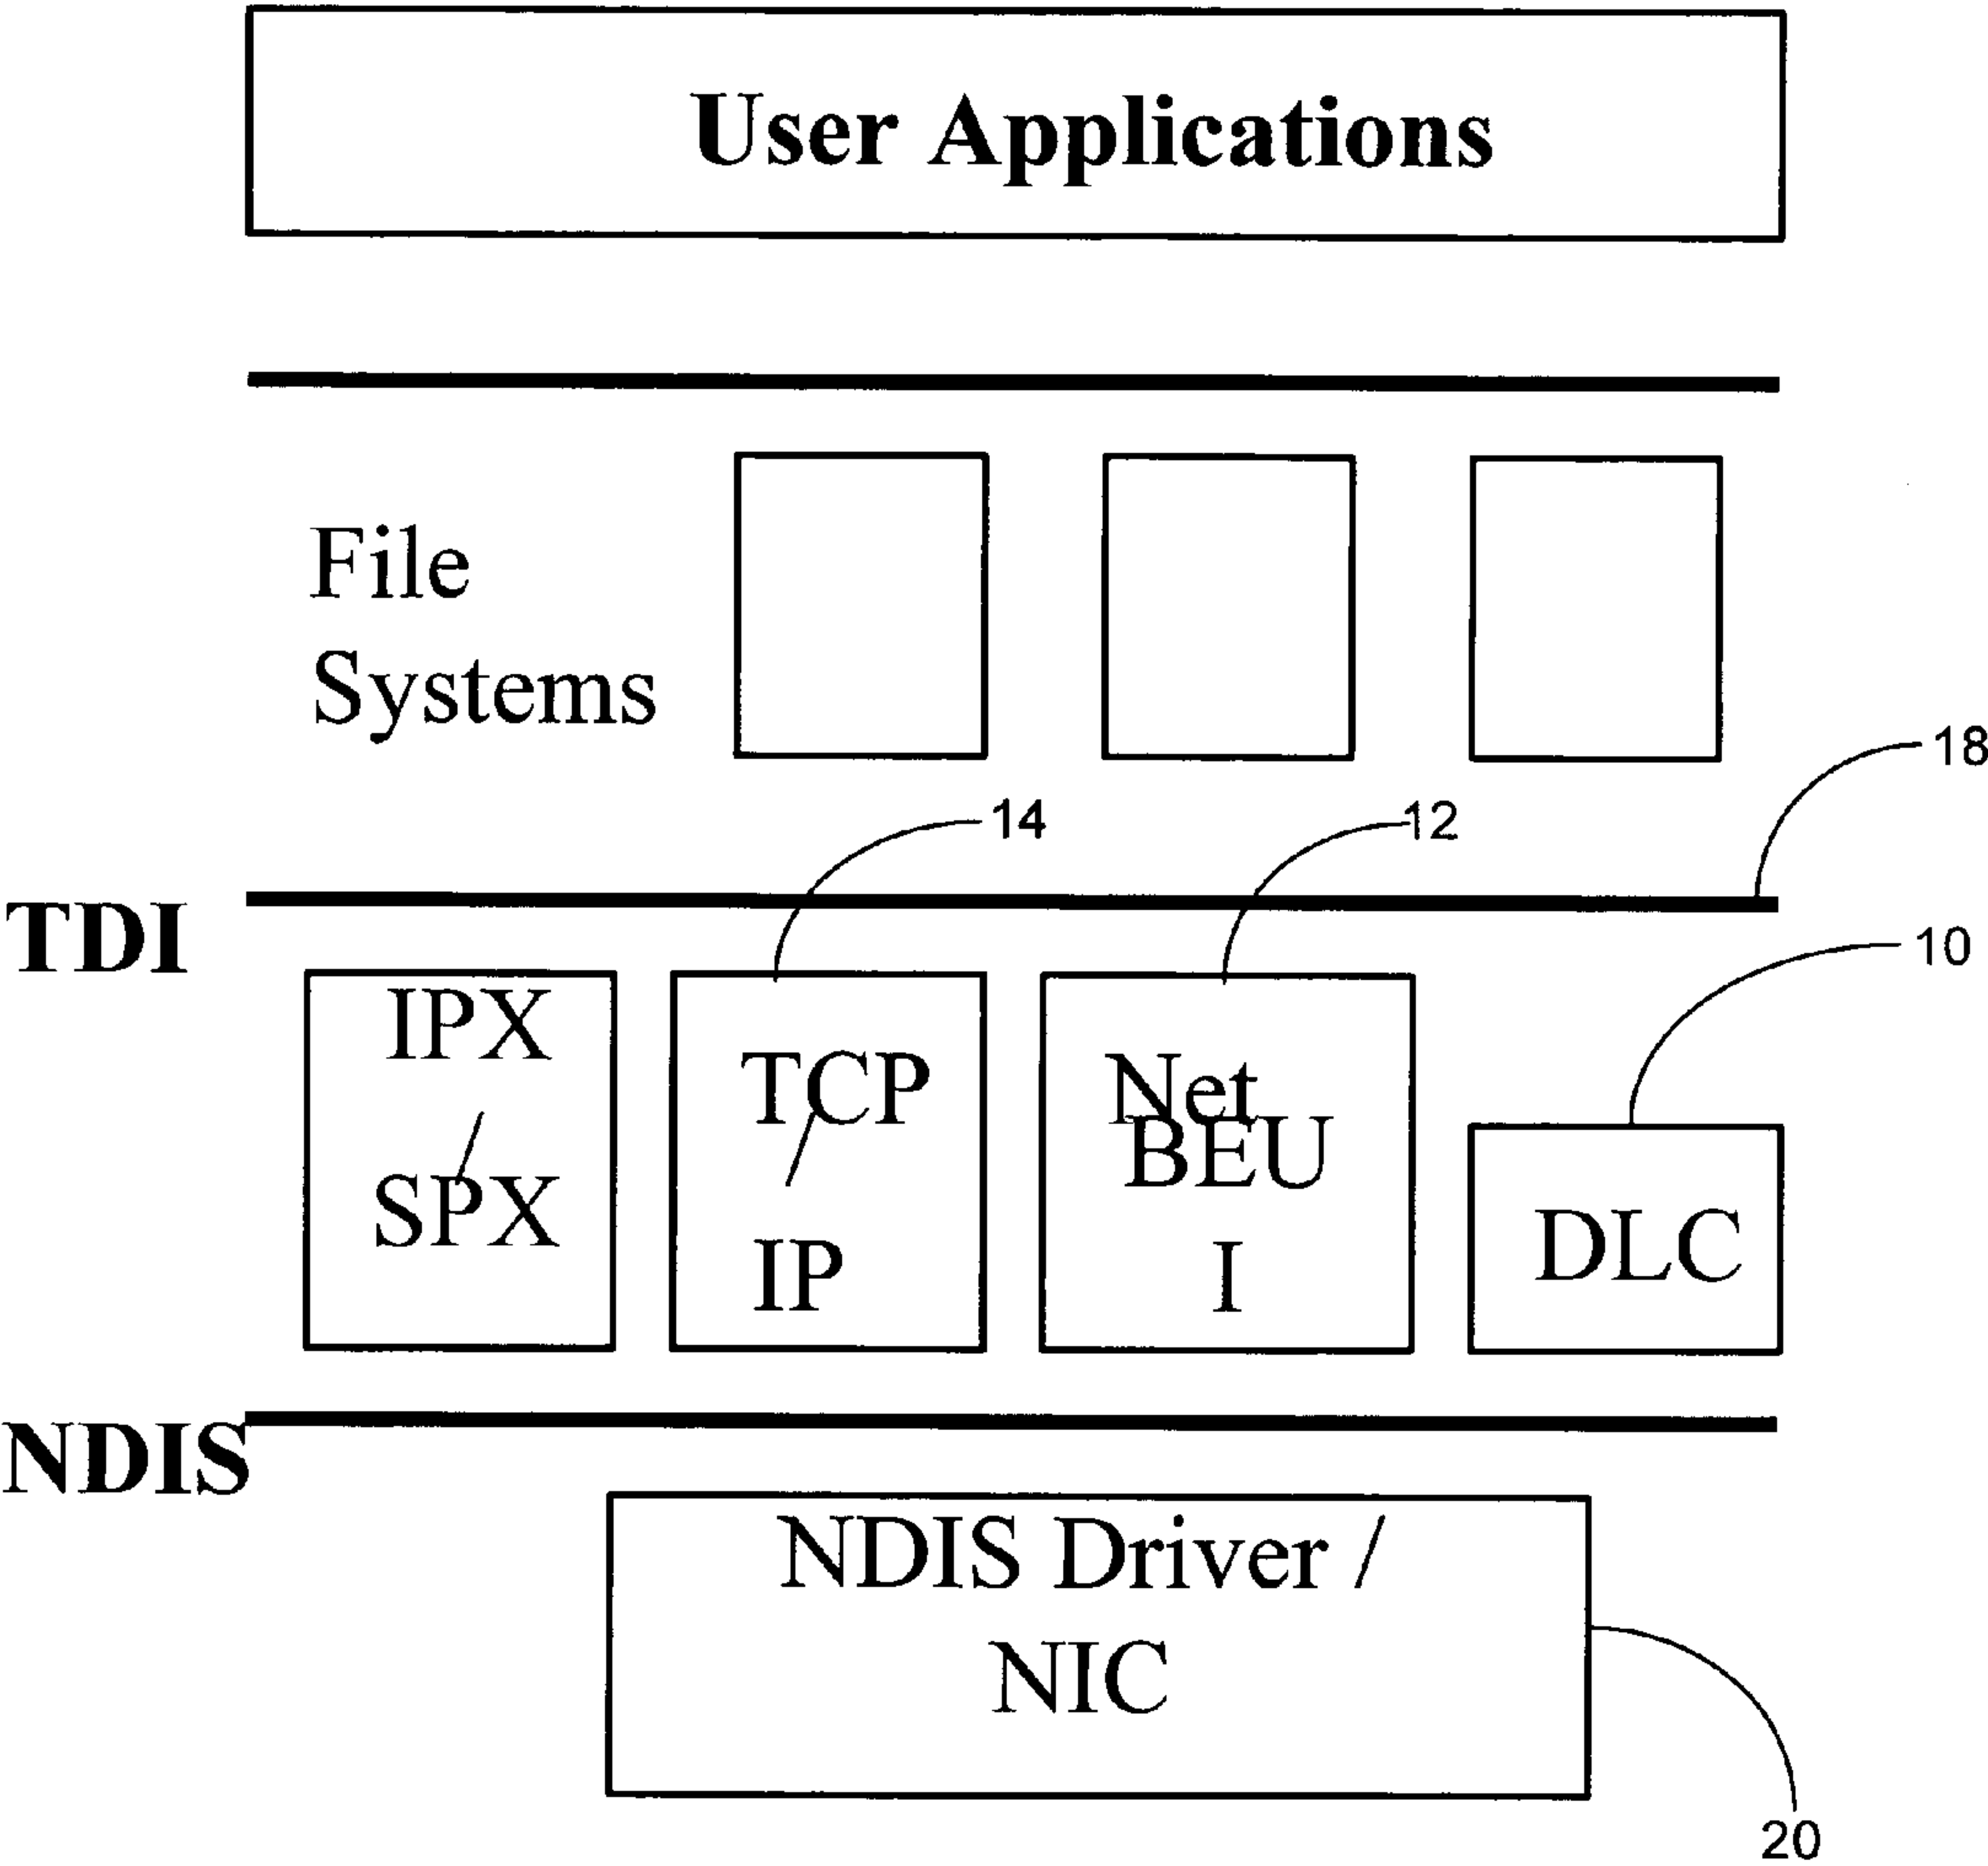 User Applications
File
Systems
18
14
12
TDI
10
IPX
/
SPX
TCP
/
IP
Net
BEU
I
DLC
NDIS
NDIS Driver /
NIC
20